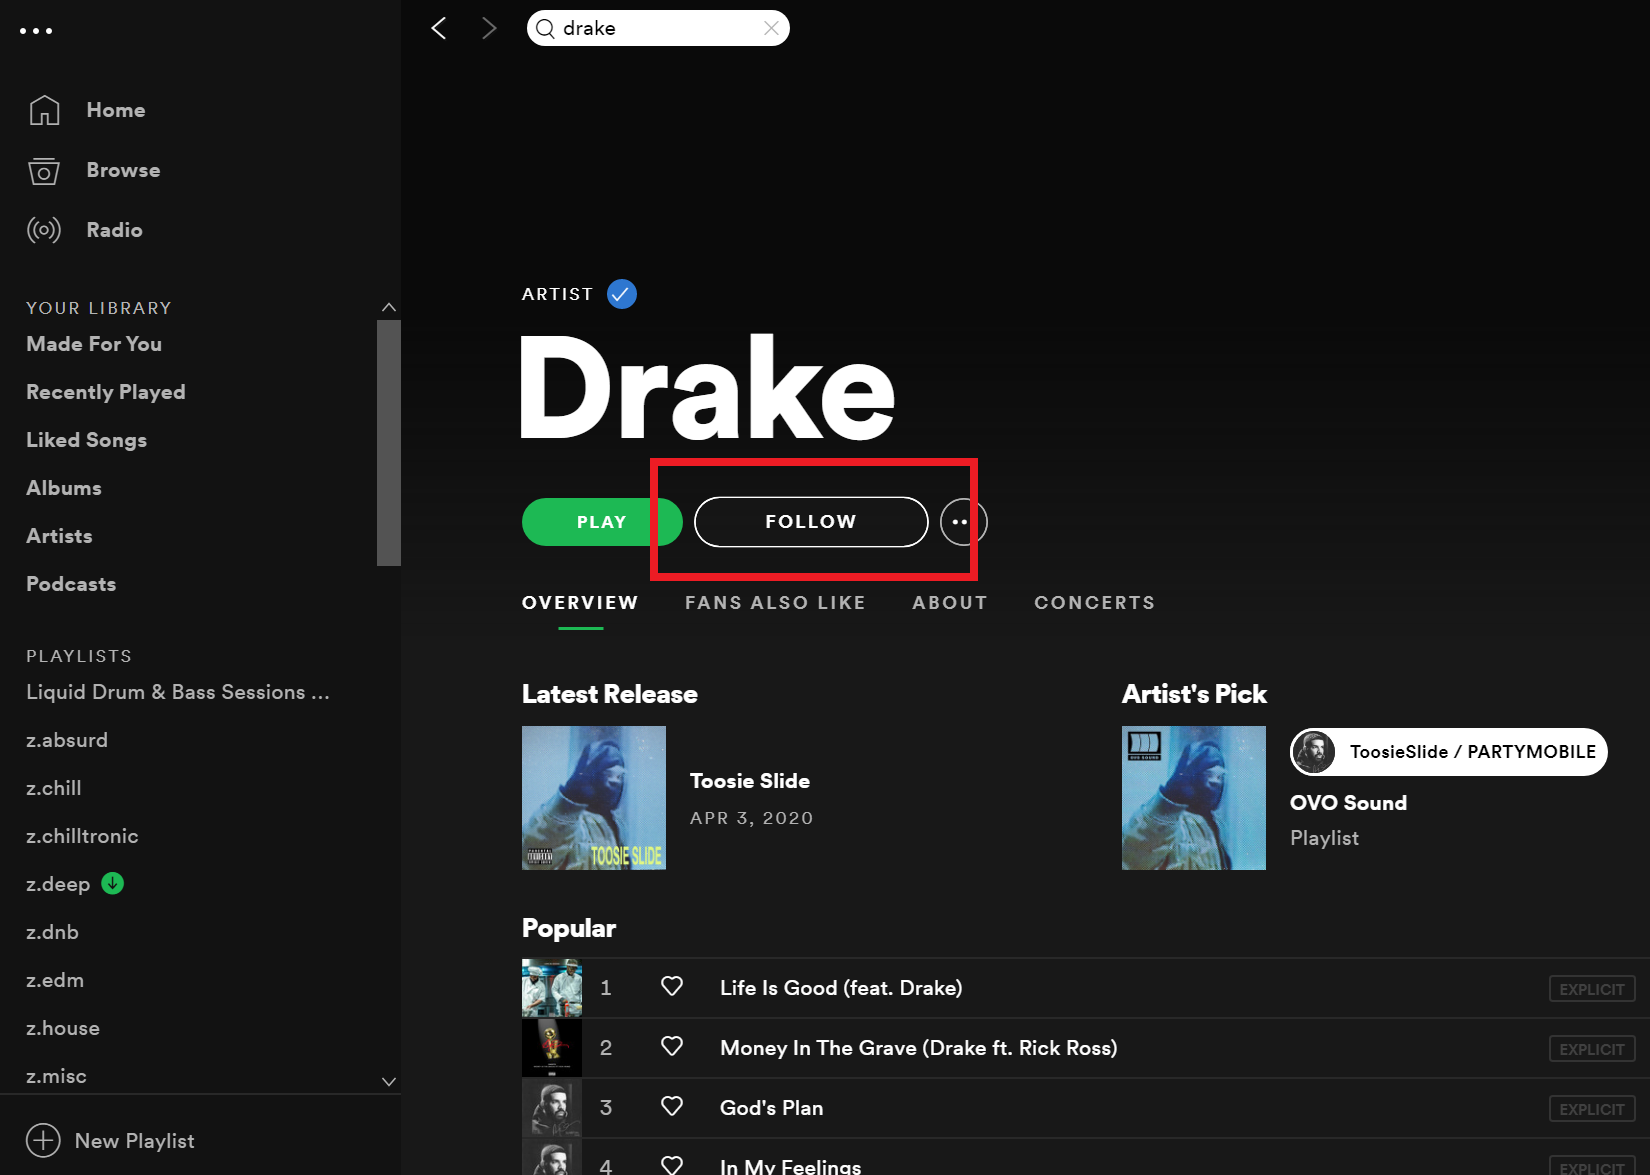 drake
Home
Browse
Radio
YOUR LIBRARY
Made For You
Recently Played
Liked Songs
Albums
Artists
Podcasts
PLAYLISTS
Liquid Drum & Bass Sessions ...
z.absurd
z.chill
z.chilltronic
z.deep
z.dnb
z.edm
z.house
z.misc
New Playlist
ARTIST
Drake
PLAY
FOLLOW
OVERVIEW FANS ALSO LIKE ABOUT CONCERTS
Latest Release
TOOSIE SLIDE
Toosie Slide
APR 3, 2020
Artist's Pick
OVO SOUND
ToosieSlide / PARTYMOBILE
OVO Sound
Playlist
Popular
1 Life Is Good (feat. Drake) EXPLICIT
2 Money In The Grave (Drake ft. Rick Ross) EXPLICIT
3 God's Plan EXPLICIT
4 In My Feelings EXPLICIT